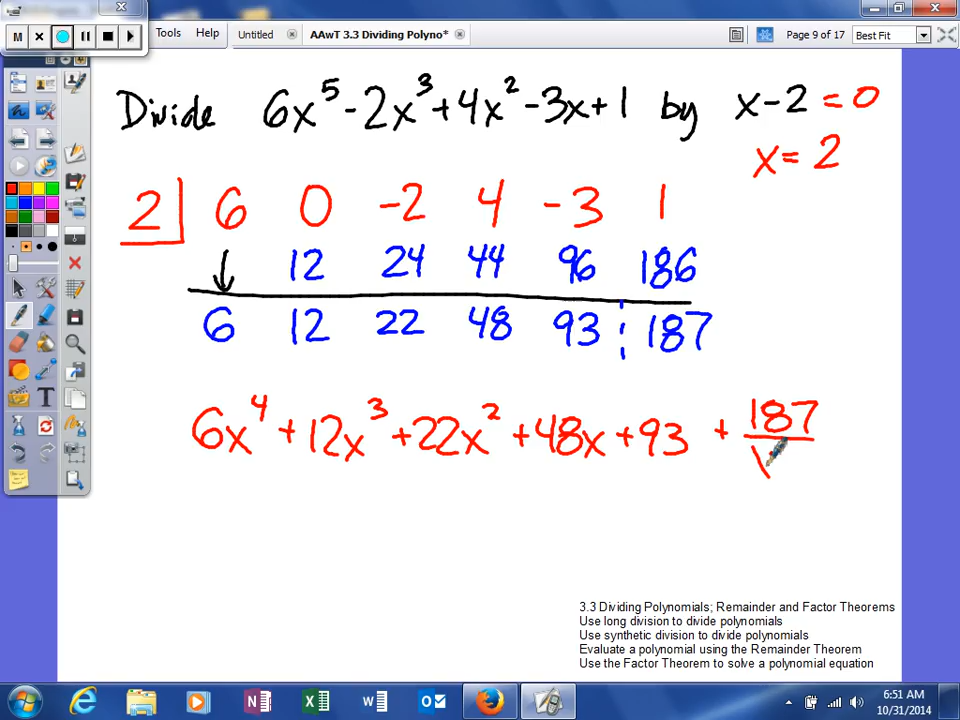 M
Tools Help Untitled AAwT 3.3 Dividing Polyno* Page 9 of 17 Best Fit
Divide 6x⁵ - 2x³ + 4x² - 3x + 1 by x - 2 = 0
x = 2
2 6 0 -2 4 -3 1
↓ 12 24 44 96 186
6 12 22 48 93 187
6x⁴ + 12x³ + 22x² + 48x + 93 + 187
3.3 Dividing Polynomials; Remainder and Factor Theorems
Use long division to divide polynomials
Use synthetic division to divide polynomials
Evaluate a polynomial using the Remainder Theorem
Use the Factor Theorem to solve a polynomial equation
6:51 AM
10/31/2014